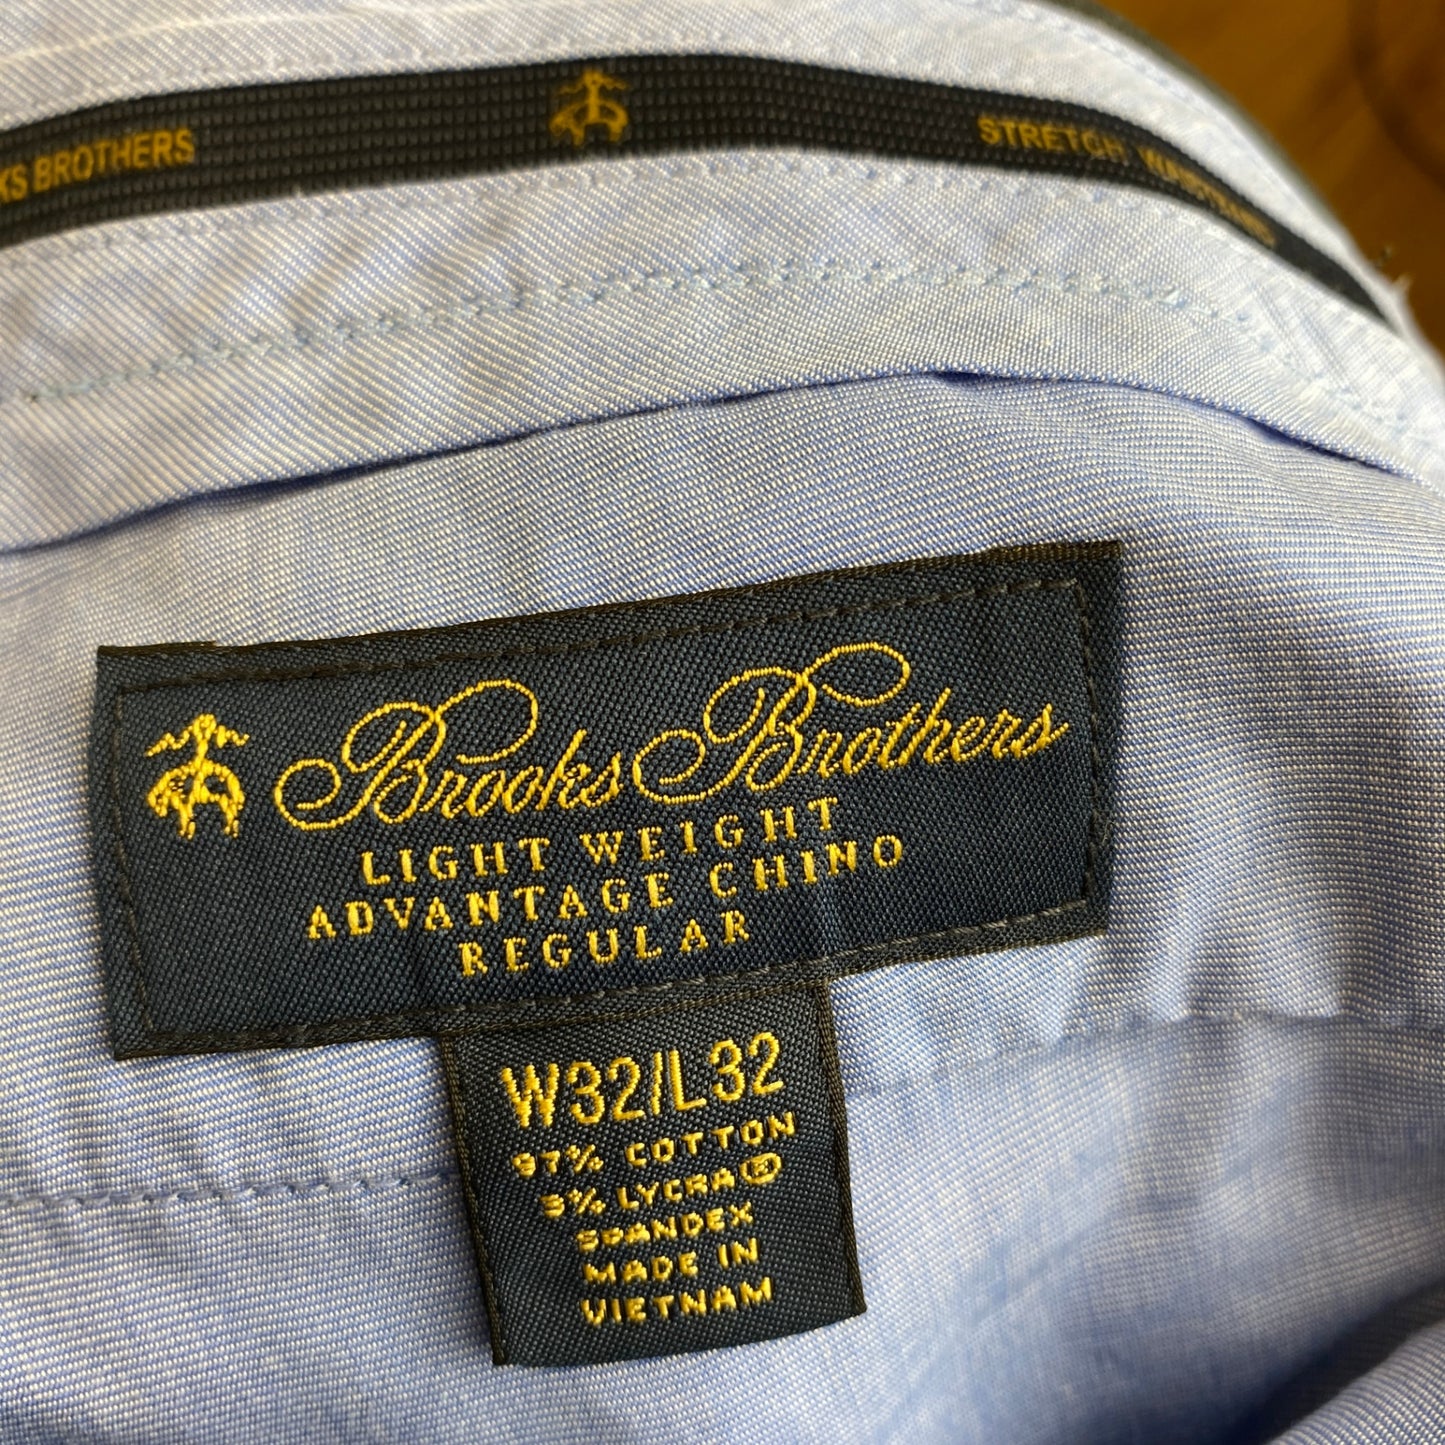 KS BROTHERS
STRETCH WAISTBAND
Brooks Brothers
LIGHT WEIGHT
ADVANTAGE CHINO
REGULAR
W32/L32
97% COTTON
3% LYCRA®
SPANDEX
MADE IN
VIETNAM